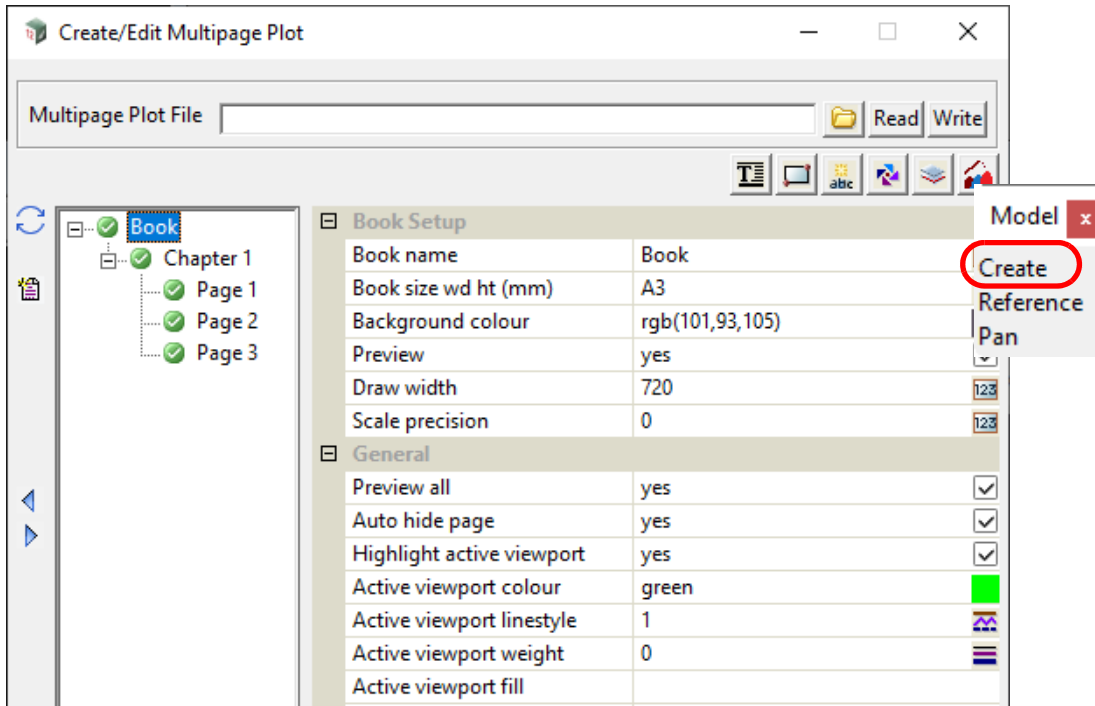 Create/Edit Multipage Plot
Multipage Plot File Read Write
T abc
Model x
Create
Reference
Pan
Book
Chapter 1
Page 1
Page 2
Page 3
Book Setup
Book name Book
Book size wd ht (mm) A3
Background colour rgb(101,93,105)
Preview yes
Draw width 720 123
Scale precision 0 123
General
Preview all yes
Auto hide page yes
Highlight active viewport yes
Active viewport colour green
Active viewport linestyle 1
Active viewport weight 0
Active viewport fill